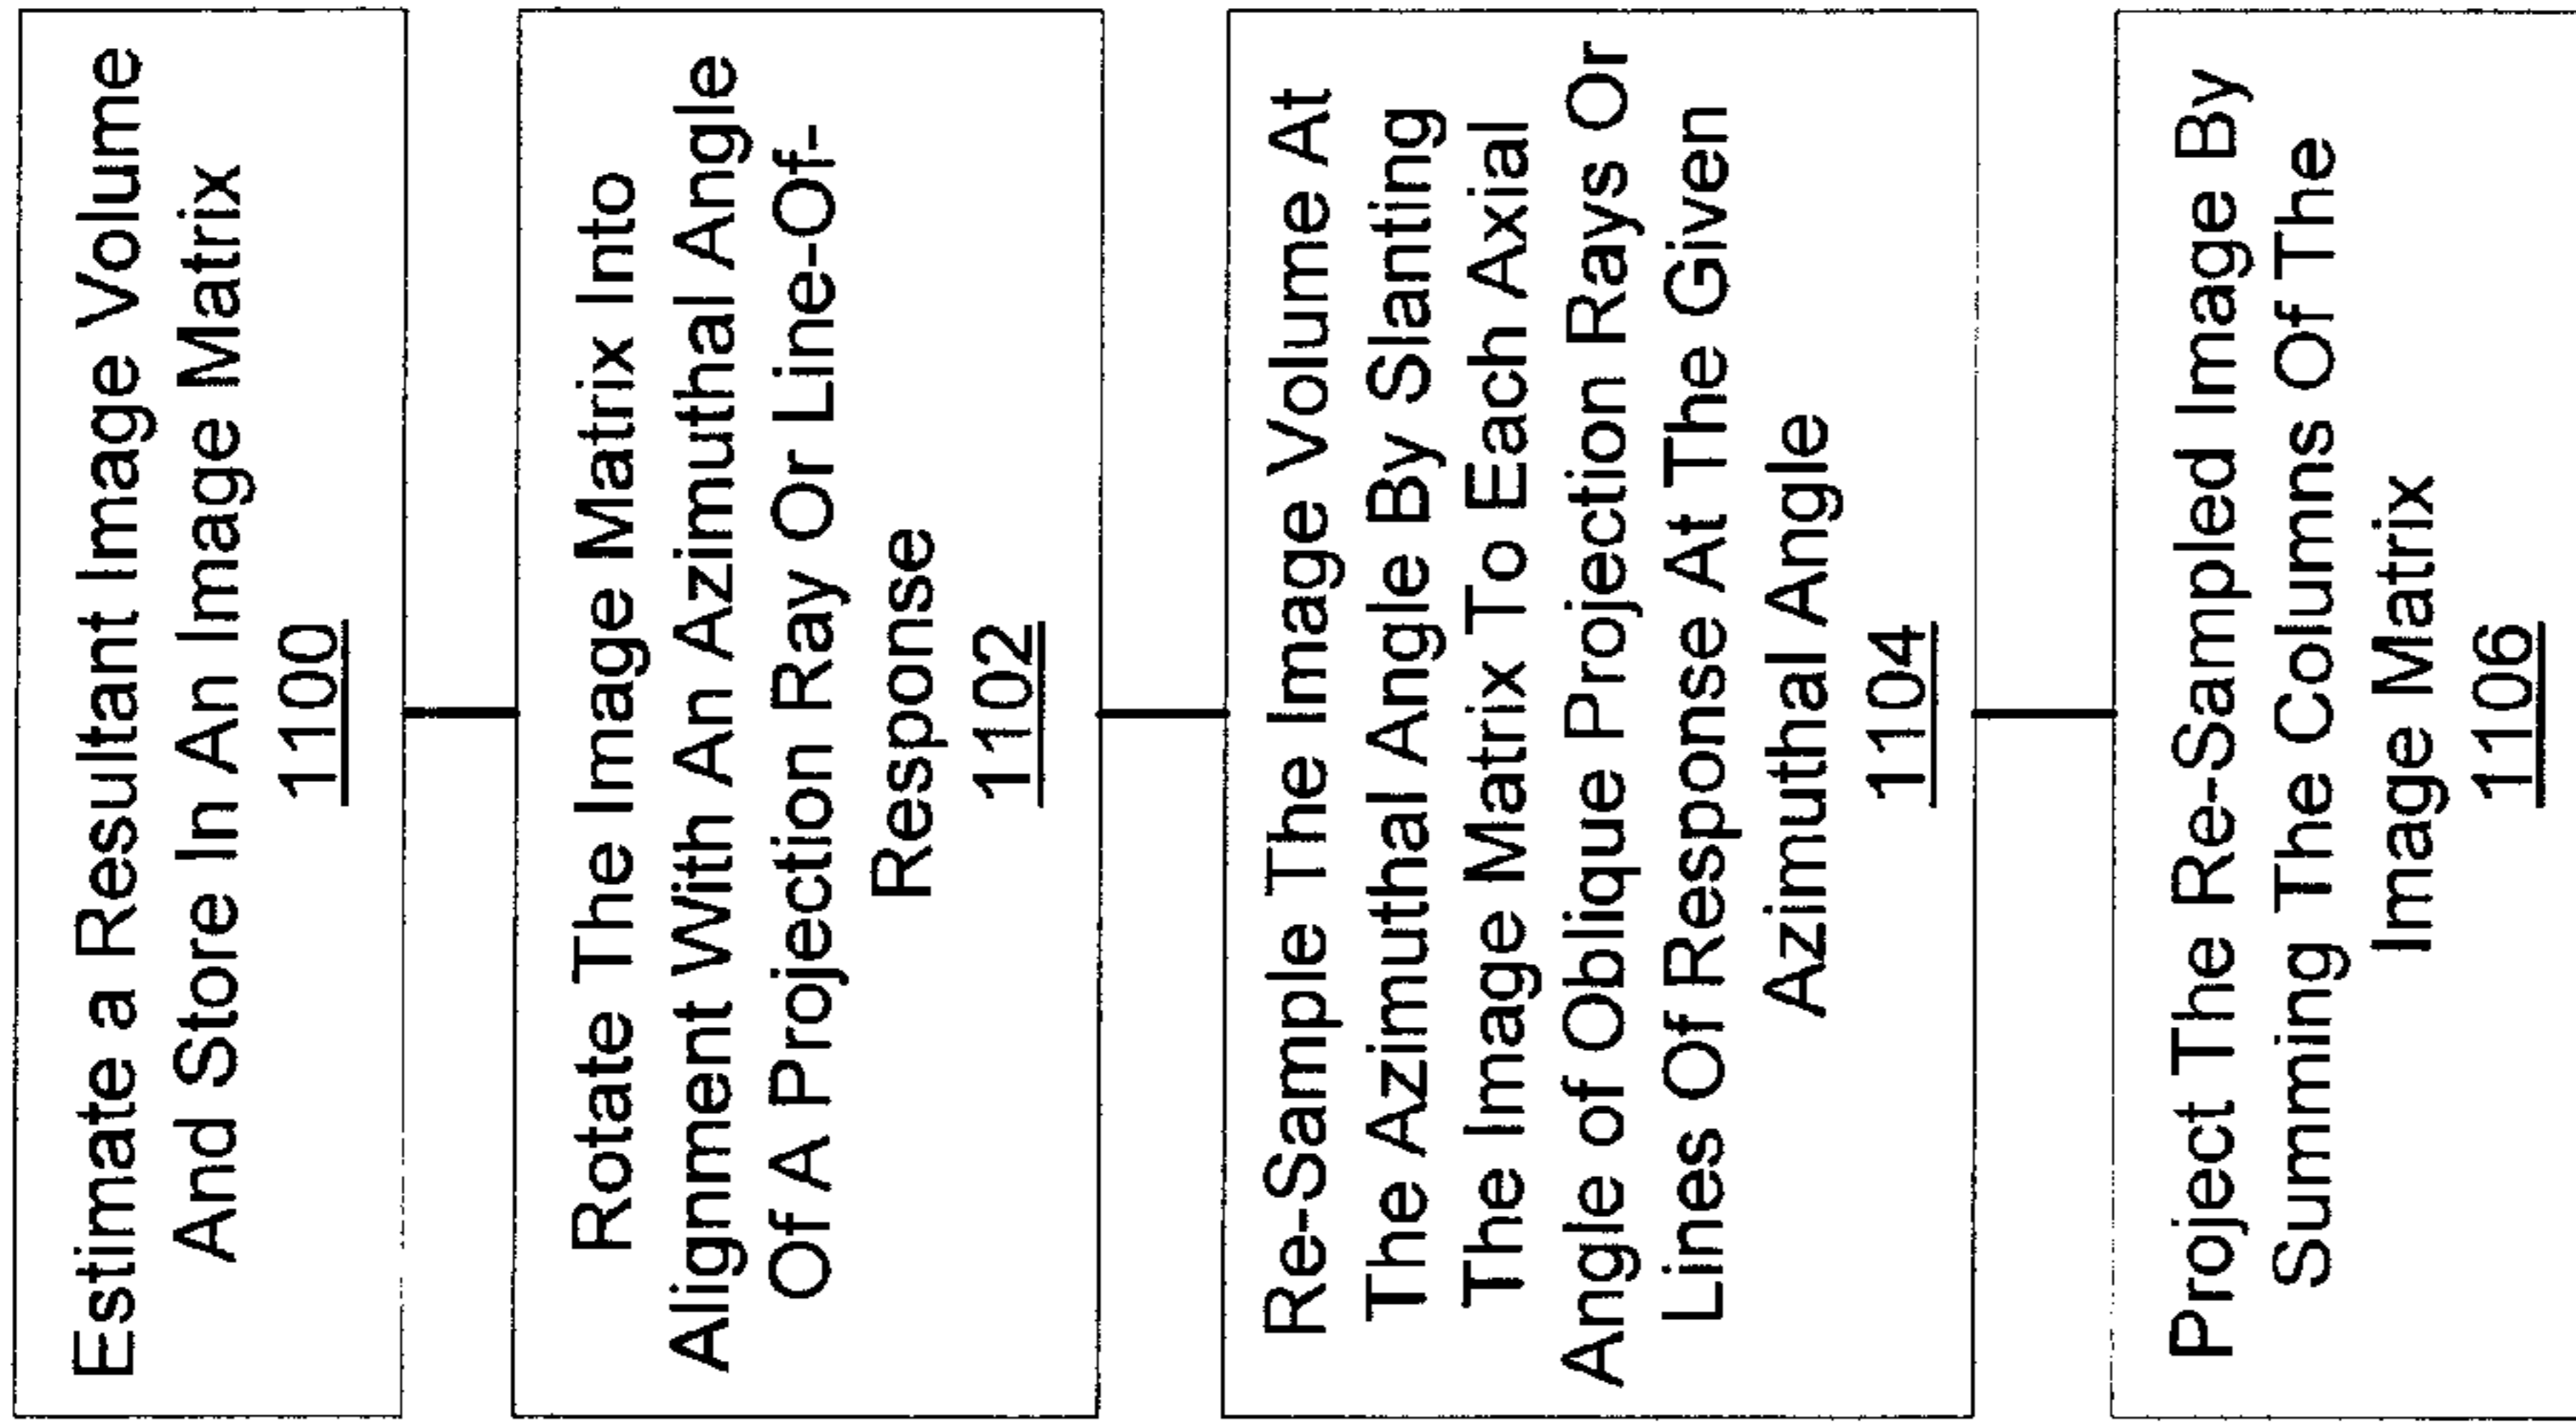 Estimate a Resultant Image Volume
And Store In An Image Matrix
1100
Rotate The Image Matrix Into
Alignment With An Azimuthal Angle
Of A Projection Ray Or Line-Of-
Response
1102
Re-Sample The Image Volume At
The Azimuthal Angle By Slanting
The Image Matrix To Each Axial
Angle of Oblique Projection Rays Or
Lines Of Response At The Given
Azimuthal Angle
1104
Project The Re-Sampled Image By
Summing The Columns Of The
Image Matrix
1106